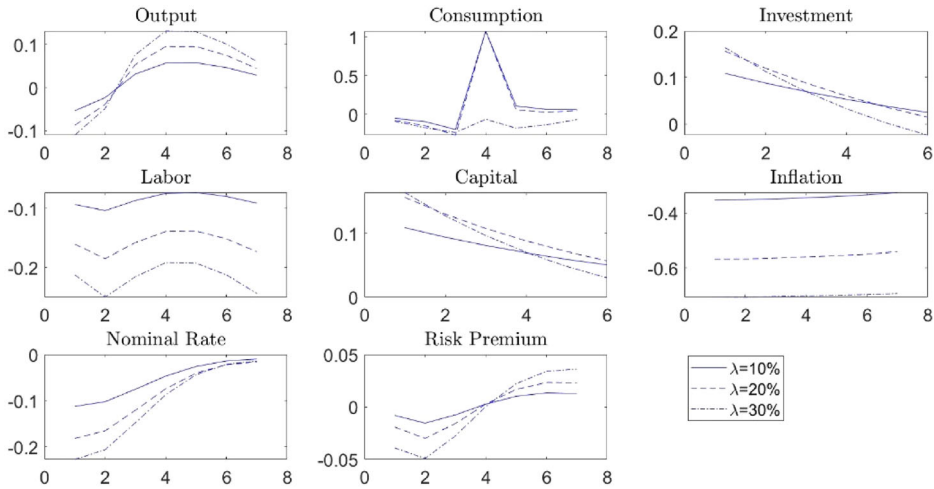 Output
0.1
0
-0.1
0 2 4 6 8
Consumption
1
0.5
0
0 2 4 6 8
Investment
0.2
0.1
0
0 2 4 6
Labor
-0.1
-0.2
0 2 4 6 8
Capital
0.1
0
0 2 4 6
Inflation
-0.4
-0.6
0 2 4 6 8
Nominal Rate
0
-0.1
-0.2
0 2 4 6 8
Risk Premium
0.05
0
-0.05
0 2 4 6 8
λ=10%
λ=20%
λ=30%